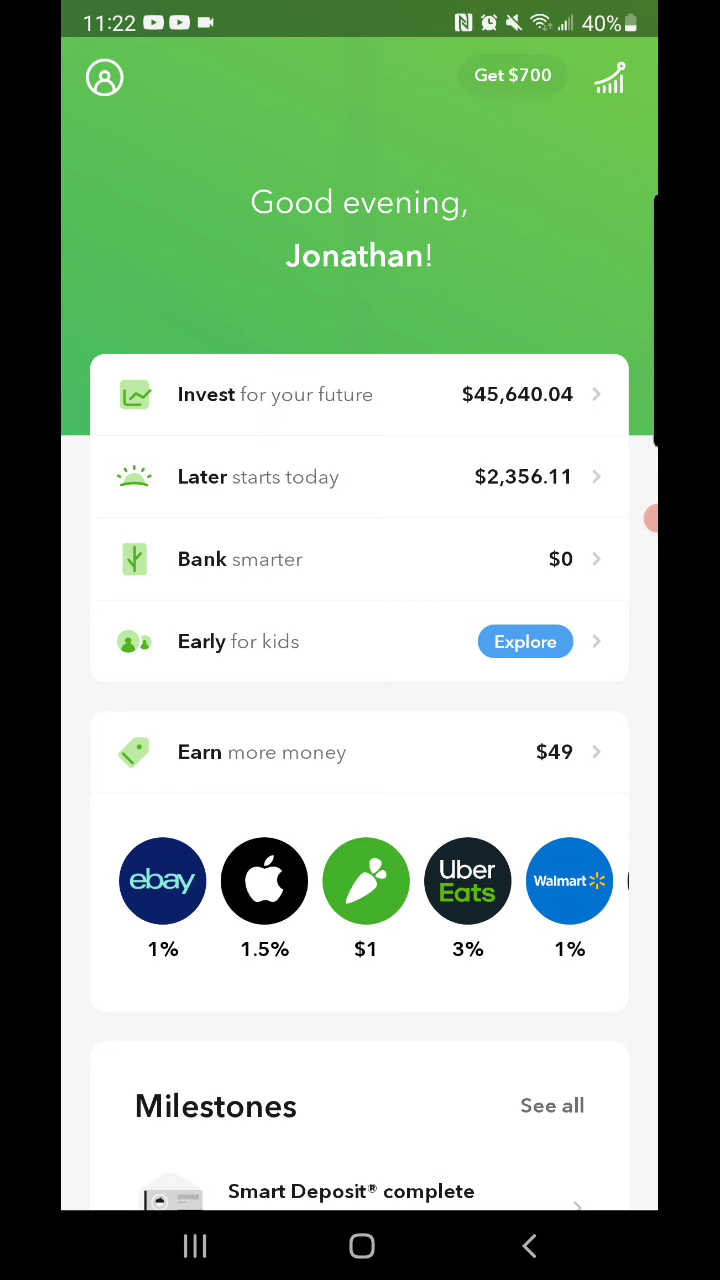 11:22 40%
Get $700
Good evening,
Jonathan!
Invest for your future $45,640.04
Later starts today $2,356.11
Bank smarter $0
Early for kids Explore
Earn more money $49
ebay Uber Eats Walmart
1% 1.5% $1 3% 1%
Milestones See all
Smart Deposit® complete